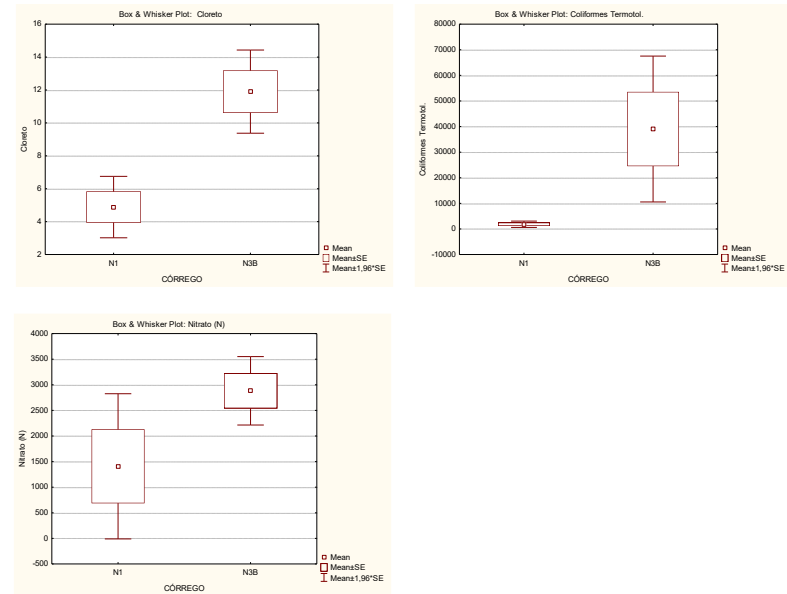 Box & Whisker Plot:  Cloreto
16
14
12
10
8
6
4
2
Cloreto
N1 N3B
CÓRREGO
Mean
Mean±SE
Mean±1,96*SE
Box & Whisker Plot: Coliformes Termotol.
80000
70000
60000
50000
40000
30000
20000
10000
0
-10000
Coliformes Termotol.
N1 N3B
CÓRREGO
Mean
Mean±SE
Mean±1,96*SE
Box & Whisker Plot: Nitrato (N)
4000
3500
3000
2500
2000
1500
1000
500
0
-500
Nitrato (N)
N1 N3B
CÓRREGO
Mean
Mean±SE
Mean±1,96*SE